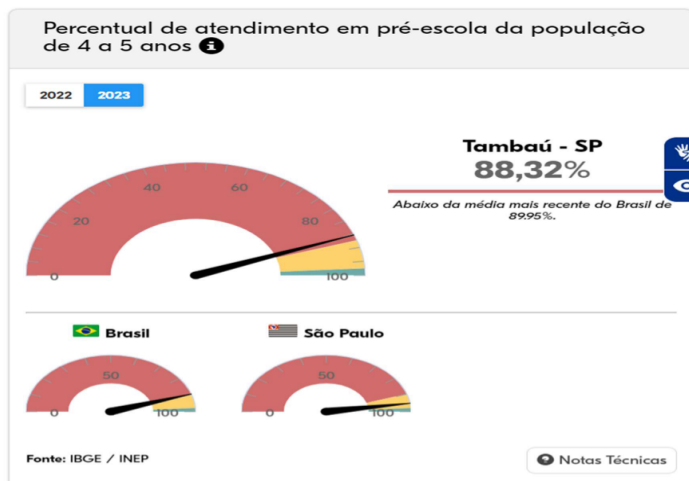 Percentual de atendimento em pré-escola da população
de 4 a 5 anos
2022 2023
Tambaú - SP
88,32%
Abaixo da média mais recente do Brasil de
89.95%.
0 20 40 60 80 100
Brasil
0 50 100
São Paulo
0 50 100
Fonte: IBGE / INEP
Notas Técnicas